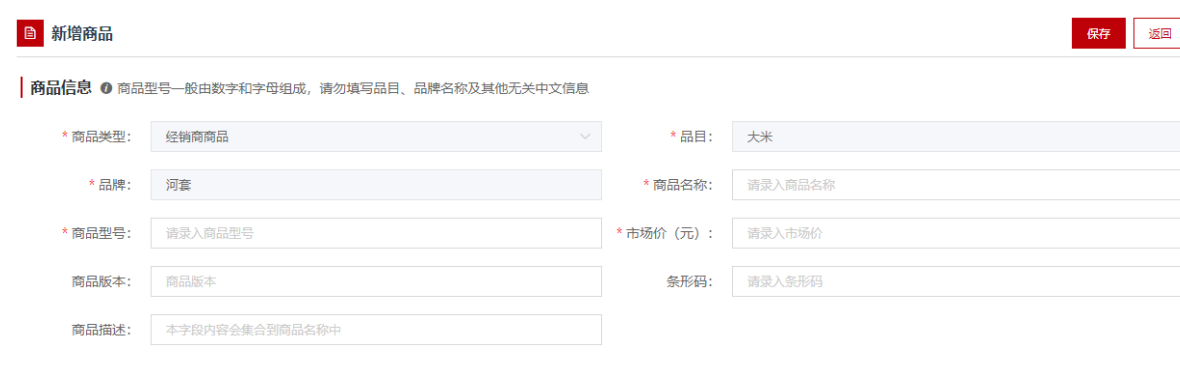 新增商品
保存
返回
商品信息 商品型号一般由数字和字母组成，请勿填写品目、品牌名称及其他无关中文信息
* 商品类型： 经销商商品
* 品目： 大米
* 品牌： 河套
* 商品名称： 请录入商品名称
* 商品型号： 请录入商品型号
* 市场价（元）： 请录入市场价
商品版本： 商品版本
条形码： 请录入条形码
商品描述： 本字段内容会集合到商品名称中